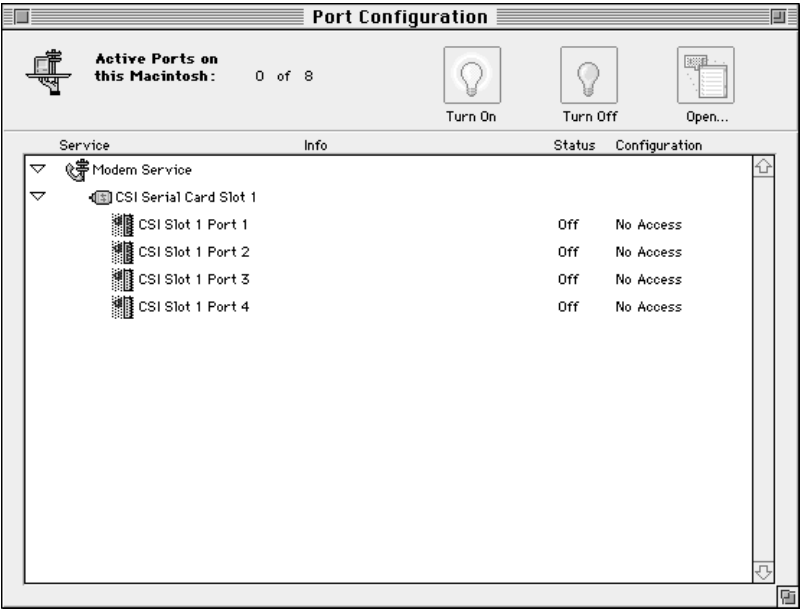 Port Configuration
Active Ports on
this Macintosh: 0 of 8
Turn On Turn Off Open...
Service Info Status Configuration
Modem Service
CSI Serial Card Slot 1
CSI Slot 1 Port 1 Off No Access
CSI Slot 1 Port 2 Off No Access
CSI Slot 1 Port 3 Off No Access
CSI Slot 1 Port 4 Off No Access